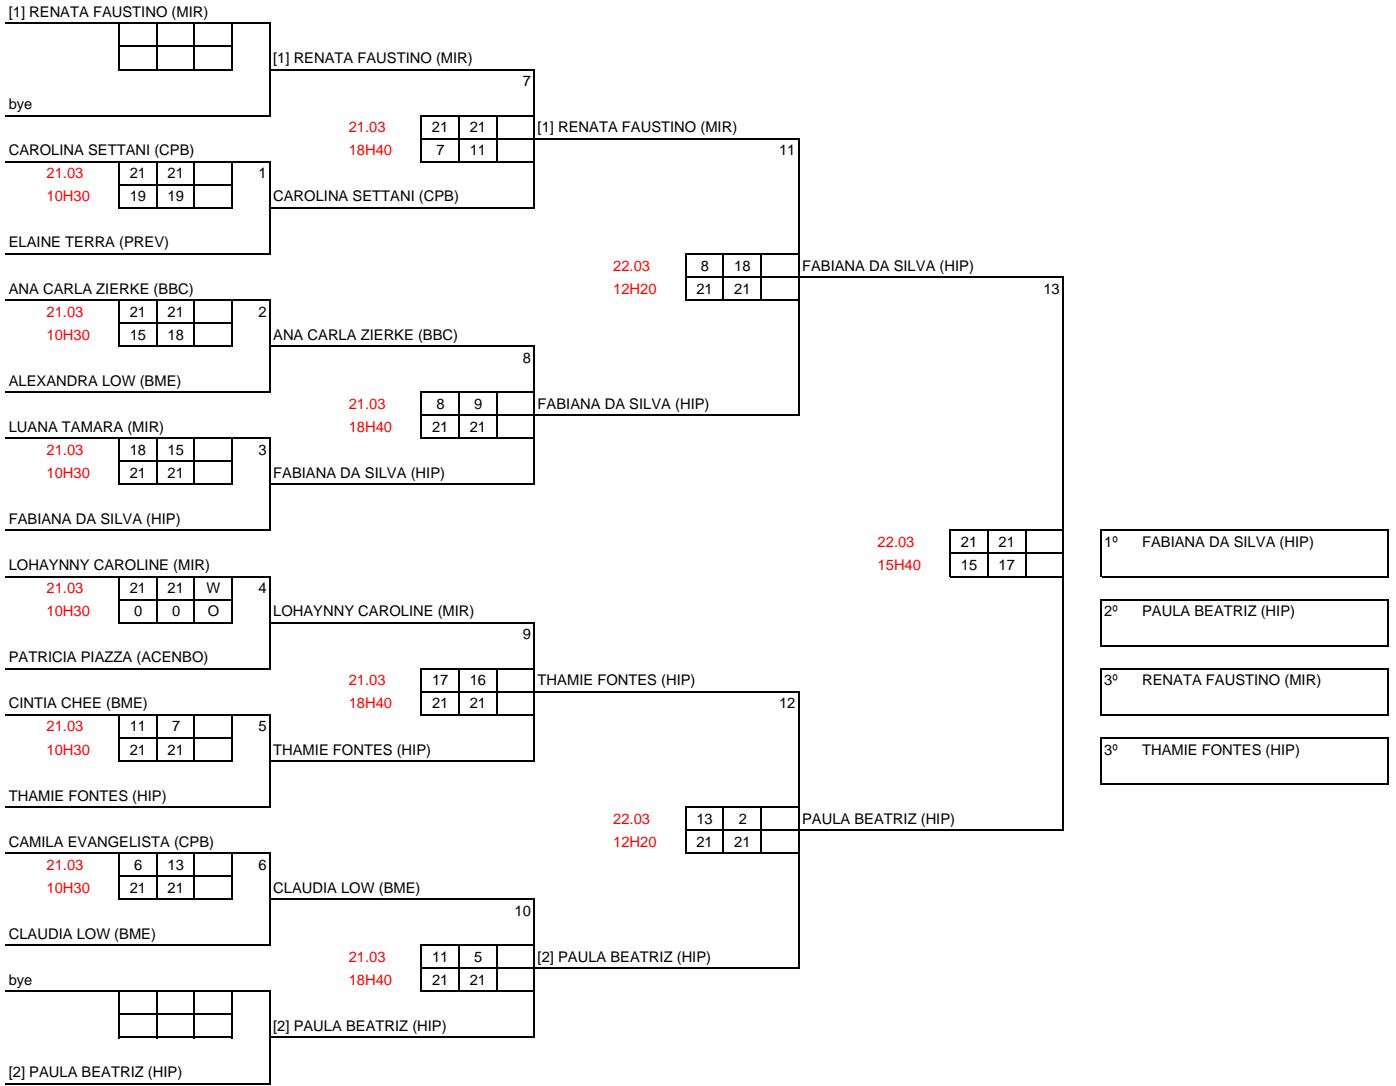 [1] RENATA FAUSTINO (MIR)
[1] RENATA FAUSTINO (MIR)
7
bye
21.03 21 21 [1] RENATA FAUSTINO (MIR)
18H40 7 11 11
CAROLINA SETTANI (CPB)
21.03 21 21 1
10H30 19 19 CAROLINA SETTANI (CPB)
ELAINE TERRA (PREV)
22.03 8 18 FABIANA DA SILVA (HIP)
12H20 21 21 13
ANA CARLA ZIERKE (BBC)
21.03 21 21 2
10H30 15 18 ANA CARLA ZIERKE (BBC)
8
ALEXANDRA LOW (BME)
21.03 8 9 FABIANA DA SILVA (HIP)
18H40 21 21
LUANA TAMARA (MIR)
21.03 18 15 3
10H30 21 21 FABIANA DA SILVA (HIP)
FABIANA DA SILVA (HIP)
22.03 21 21 1º FABIANA DA SILVA (HIP)
15H40 15 17
LOHAYNNY CAROLINE (MIR)
21.03 21 21 W 4
10H30 0 0 O LOHAYNNY CAROLINE (MIR)
2º PAULA BEATRIZ (HIP)
9
PATRICIA PIAZZA (ACENBO)
21.03 17 16 THAMIE FONTES (HIP)
3º RENATA FAUSTINO (MIR)
18H40 21 21 12
CINTIA CHEE (BME)
21.03 11 7 5
10H30 21 21 THAMIE FONTES (HIP)
3º THAMIE FONTES (HIP)
THAMIE FONTES (HIP)
22.03 13 2 PAULA BEATRIZ (HIP)
12H20 21 21
CAMILA EVANGELISTA (CPB)
21.03 6 13 6
10H30 21 21 CLAUDIA LOW (BME)
10
CLAUDIA LOW (BME)
21.03 11 5 [2] PAULA BEATRIZ (HIP)
18H40 21 21
bye
[2] PAULA BEATRIZ (HIP)
[2] PAULA BEATRIZ (HIP)